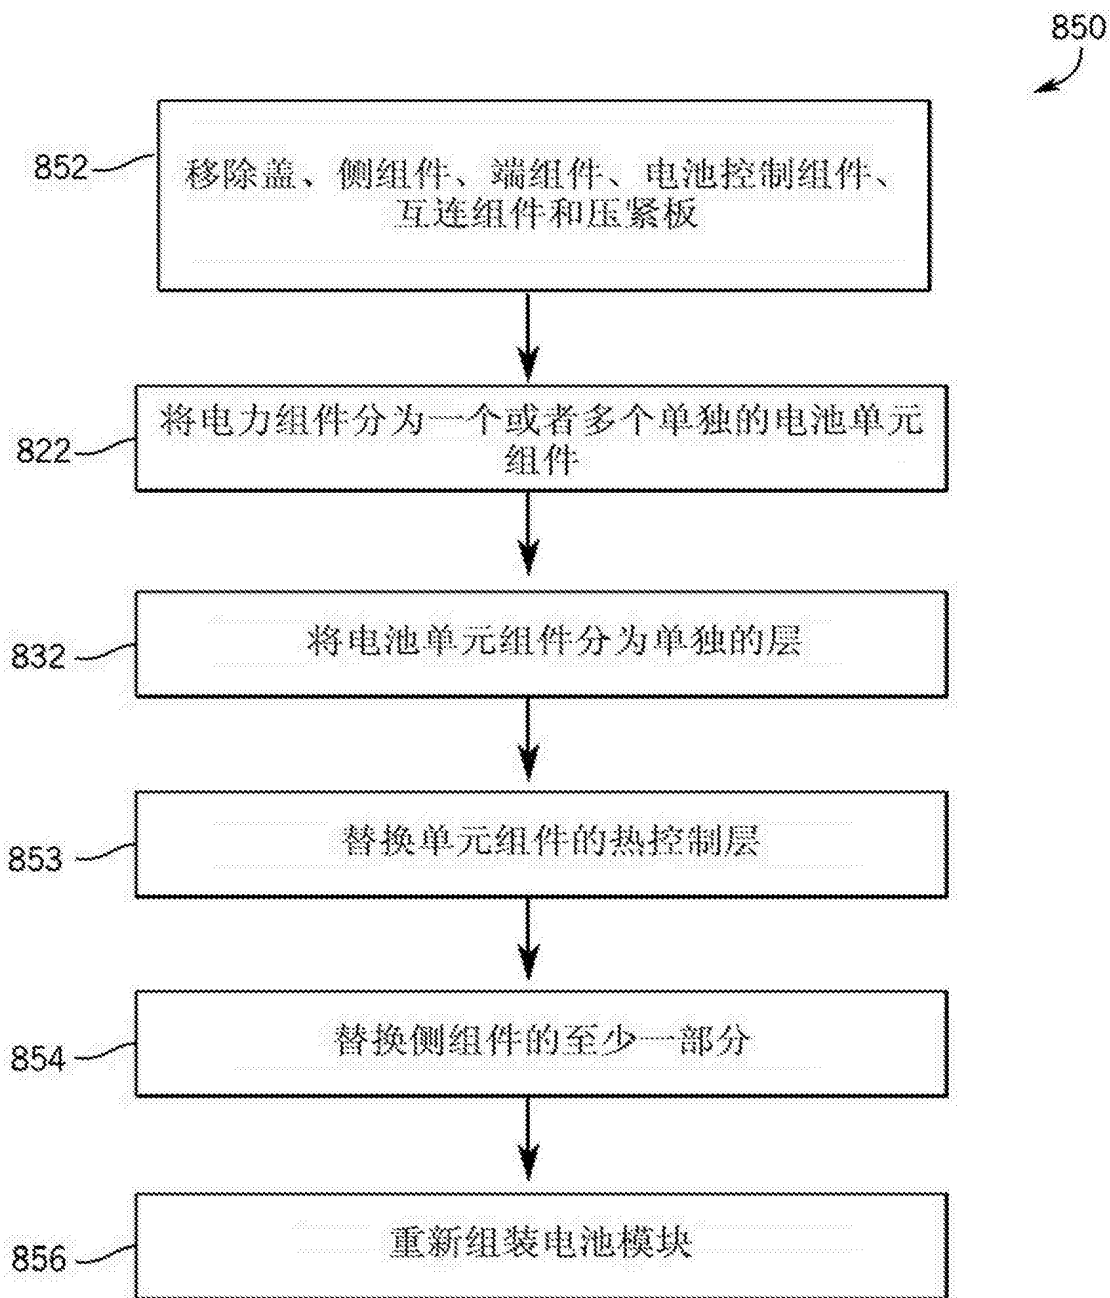 850
852
移除盖、侧组件、端组件、电池控制组件、
互连组件和压紧板
822
将电力组件分为一个或者多个单独的电池单元
组件
832
将电池单元组件分为单独的层
853
替换单元组件的热控制层
854
替换侧组件的至少一部分
856
重新组装电池模块